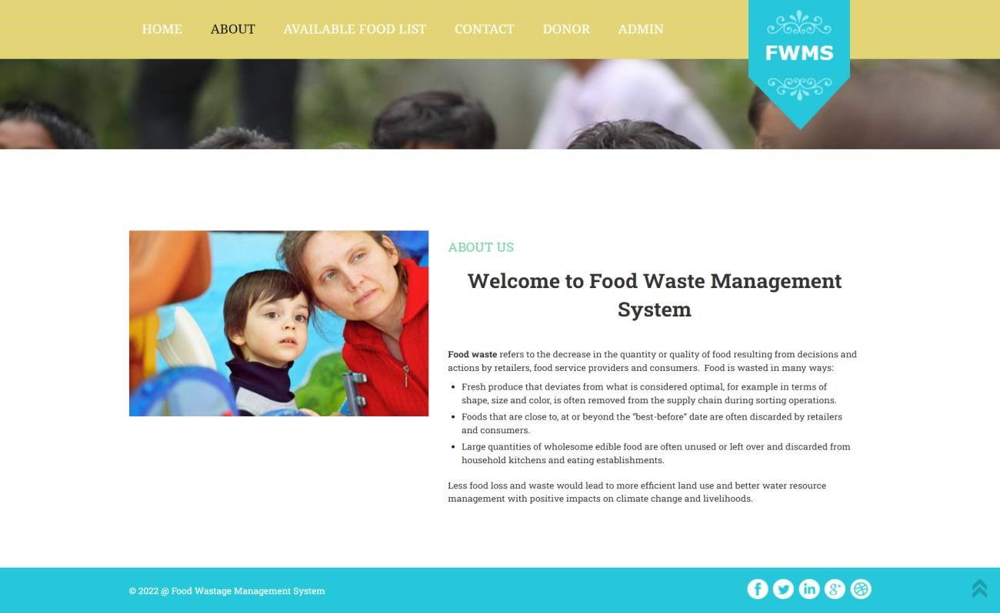 HOME ABOUT AVAILABLE FOOD LIST CONTACT DONOR ADMIN
FWMS
ABOUT US
Welcome to Food Waste Management
System
Food waste refers to the decrease in the quantity or quality of food resulting from decisions and
actions by retailers, food service providers and consumers.  Food is wasted in many ways:
• Fresh produce that deviates from what is considered optimal, for example in terms of
shape, size and color, is often removed from the supply chain during sorting operations.
• Foods that are close to, at or beyond the “best-before” date are often discarded by retailers
and consumers.
• Large quantities of wholesome edible food are often unused or left over and discarded from
household kitchens and eating establishments.
Less food loss and waste would lead to more efficient land use and better water resource
management with positive impacts on climate change and livelihoods.
© 2022 @ Food Wastage Management System